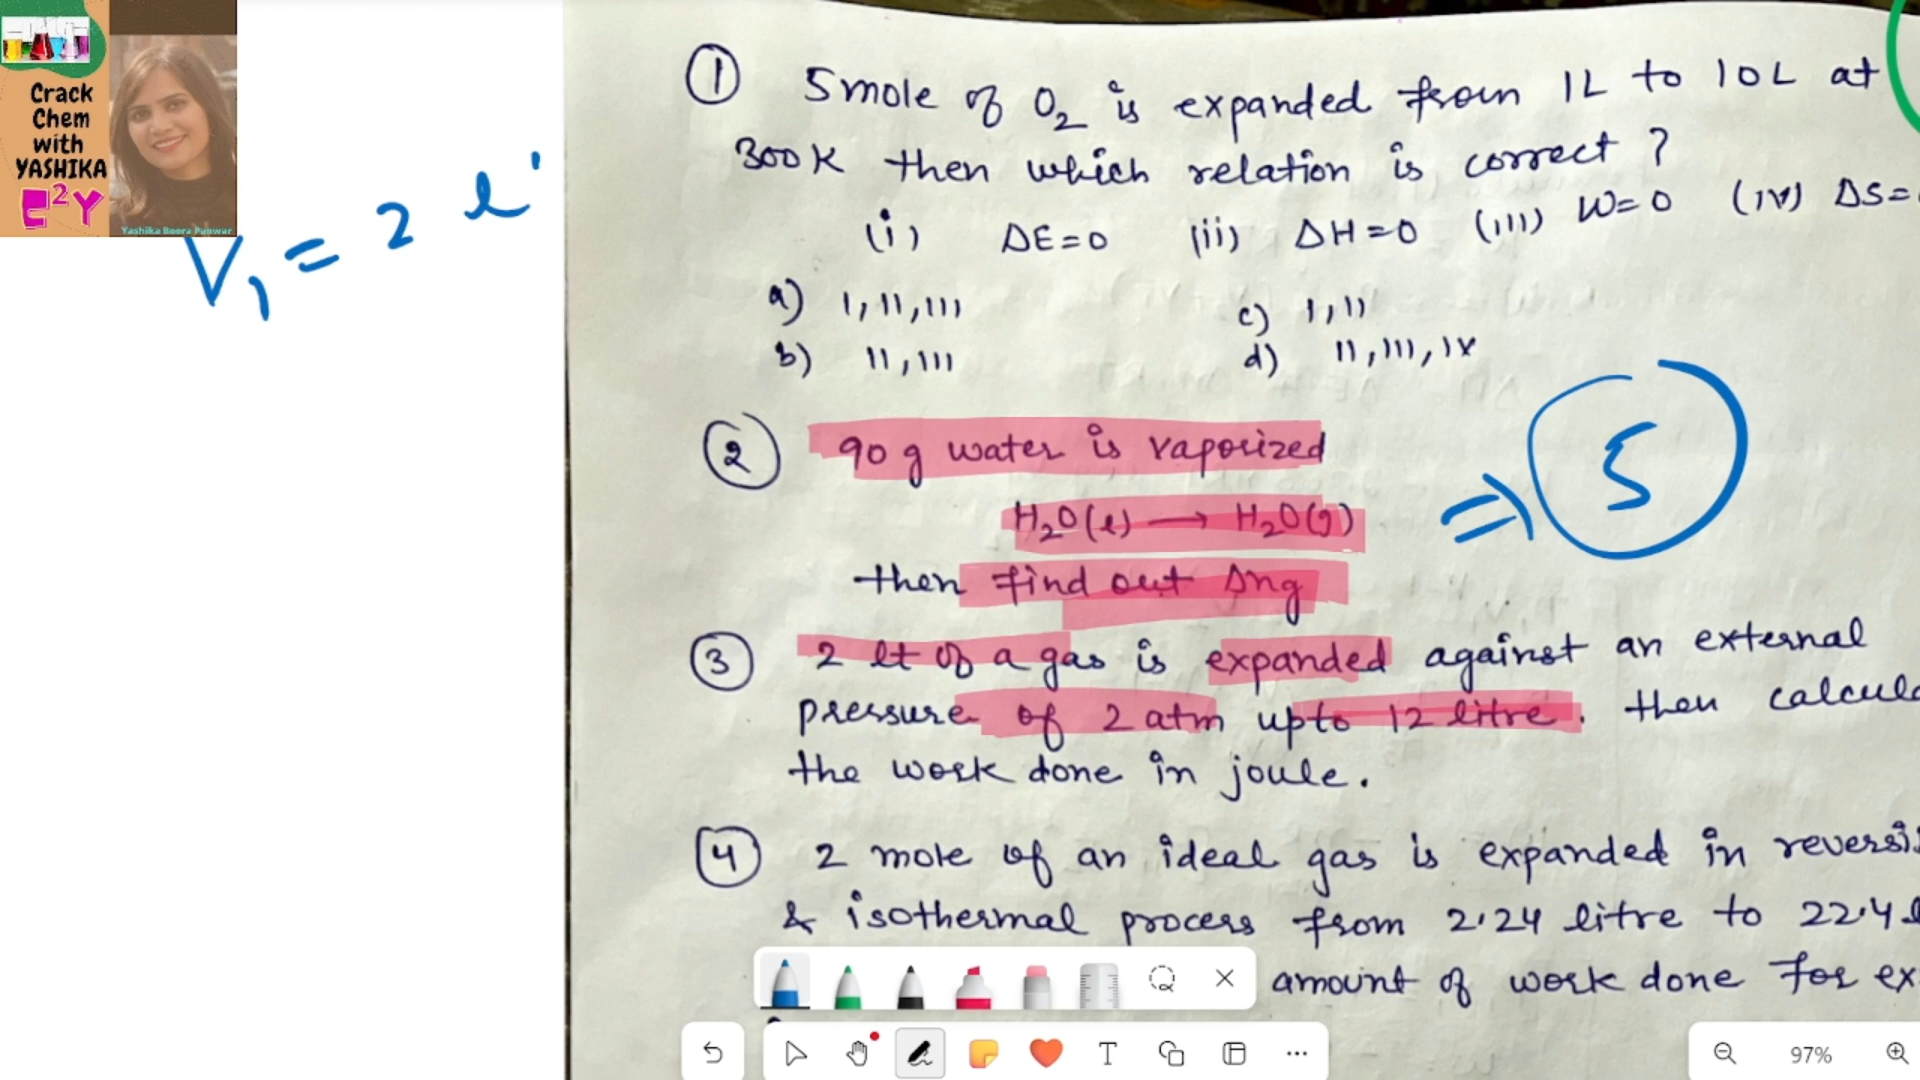 Crack
Chem
with
YASHIKA
E²Y
Yashika Boora Panwar
V₁ = 2 l
① 5 mole of O₂ is expanded from 1L to 10L at
300K then which relation is correct ?
(i) ΔE=0 (ii) ΔH=0 (iii) W=0 (iv) ΔS=
a) I, II, III c) I, II
b) II, III d) II, III, IV
② 90 g water is vaporized
H₂O(l) → H₂O(g) ⇒ 5
then find out Δng
③ 2 lt of a gas is expanded against an external
pressure of 2 atm upto 12 litre. then calcula
the work done in joule.
④ 2 mole of an ideal gas is expanded in reversi
& isothermal process from 2.24 litre to 22.4 l
amount of work done for ex
T
97%